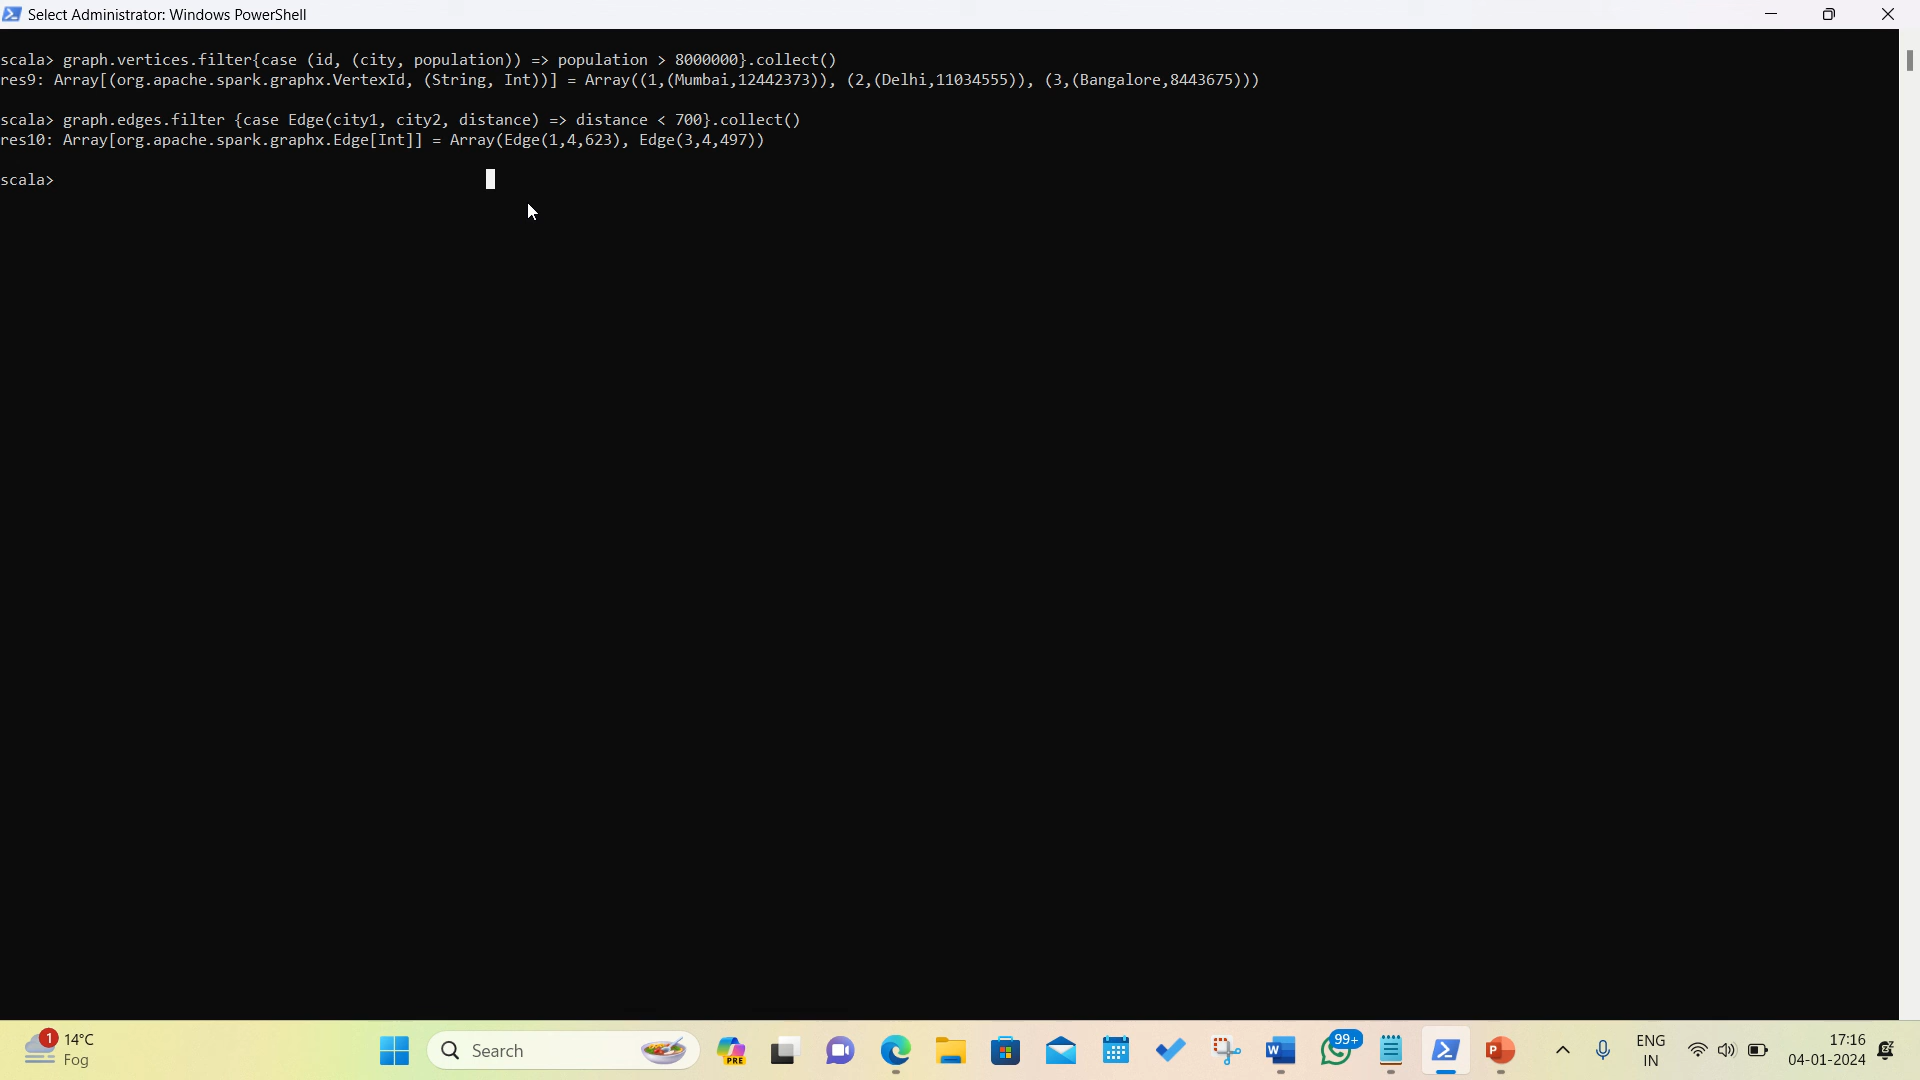 Select Administrator: Windows PowerShell
scala> graph.vertices.filter{case (id, (city, population)) => population > 8000000}.collect()
res9: Array[(org.apache.spark.graphx.VertexId, (String, Int))] = Array((1,(Mumbai,12442373)), (2,(Delhi,11034555)), (3,(Bangalore,8443675)))
scala> graph.edges.filter {case Edge(city1, city2, distance) => distance < 700}.collect()
res10: Array[org.apache.spark.graphx.Edge[Int]] = Array(Edge(1,4,623), Edge(3,4,497))
scala>
1
14°C
Fog
Search
PRE
W
99+
P
ENG
IN
17:16
04-01-2024